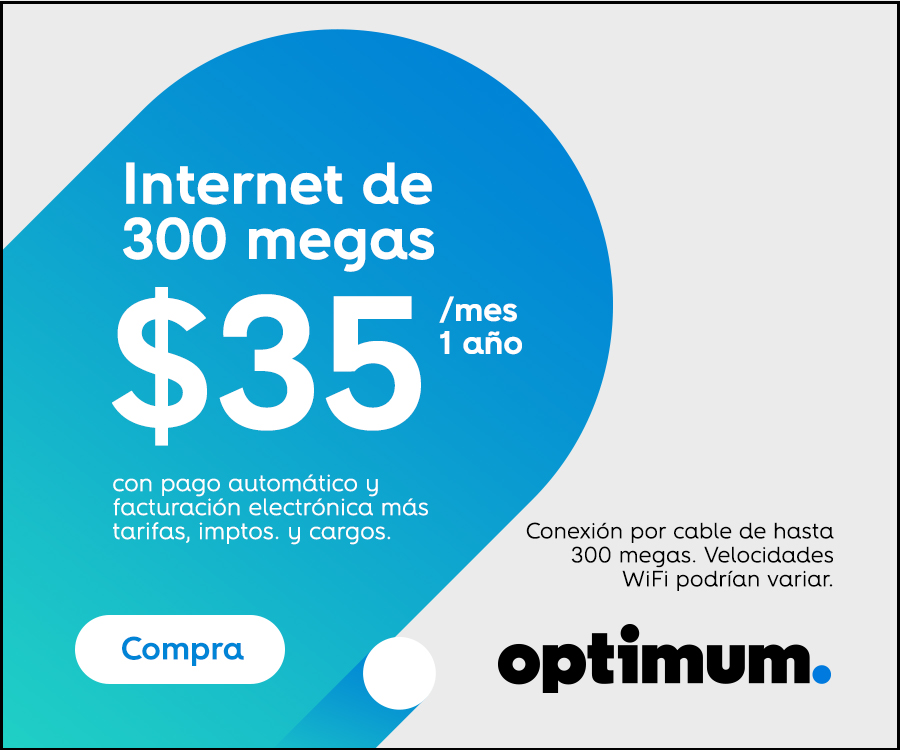 Internet de
300 megas
$35 /mes
1 año
con pago automático y
facturación electrónica más
tarifas, imptos. y cargos.
Conexión por cable de hasta
300 megas. Velocidades
WiFi podrían variar.
Compra
optimum.